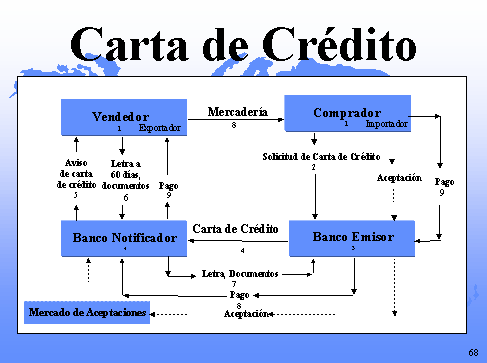 Carta de Crédito
Vendedor
1 Exportador
Mercadería
8
Comprador
1 Importador
Aviso
de carta
de crédito
5
Letra a
60 días,
documentos
6
Pago
9
Solicitud de Carta de Crédito
2
Aceptación
Pago
9
Banco Notificador
Carta de Crédito
4
Banco Emisor
3
Letra, Documentos
7
Pago
8
Mercado de Aceptaciones
Aceptación
68